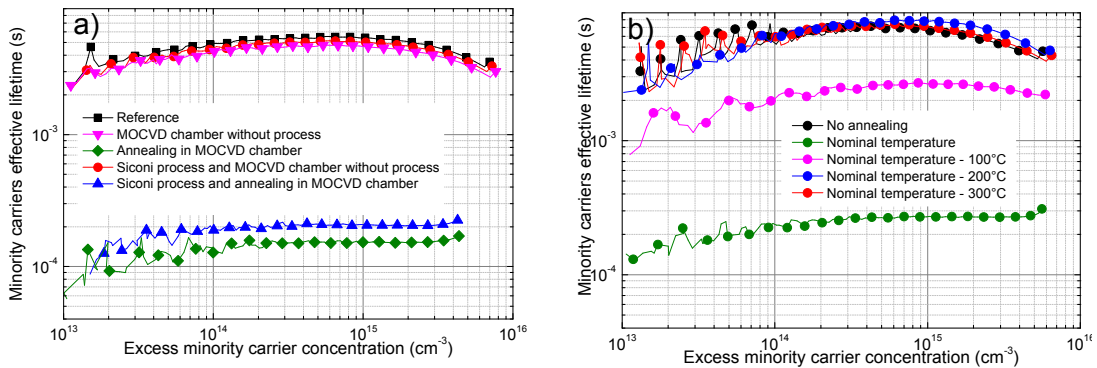 a)
Minority carriers effective lifetime (s)
10⁻³
10⁻⁴
Reference
MOCVD chamber without process
Annealing in MOCVD chamber
Siconi process and MOCVD chamber without process
Siconi process and annealing in MOCVD chamber
10¹³ 10¹⁴ 10¹⁵ 10¹⁶
Excess minority carrier concentration (cm⁻³)
b)
Minority carriers effective lifetime (s)
10⁻³
10⁻⁴
No annealing
Nominal temperature
Nominal temperature - 100°C
Nominal temperature - 200°C
Nominal temperature - 300°C
10¹³ 10¹⁴ 10¹⁵ 10¹⁶
Excess minority carriers concentration (cm⁻³)